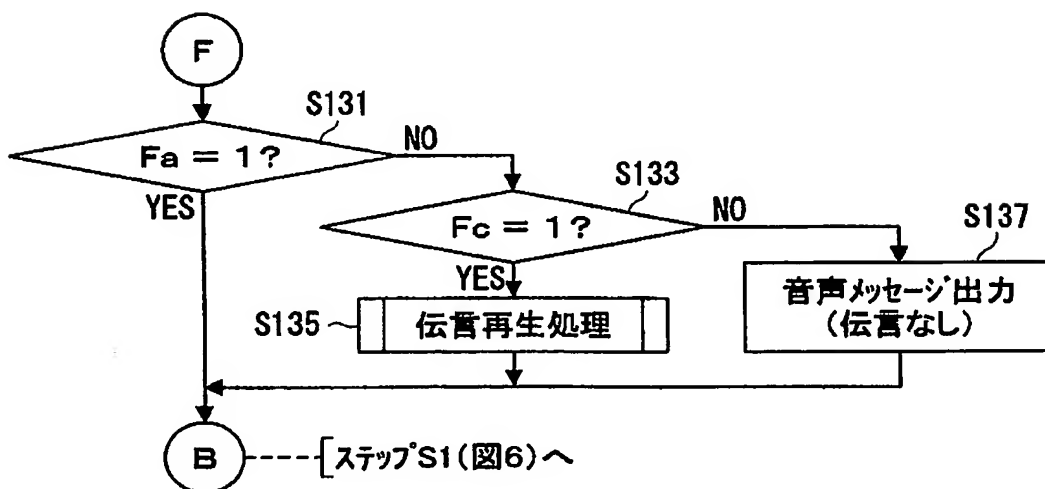 F
S131
Fa = 1?
NO
YES
S133
Fc = 1?
NO
YES
S137
音声メッセージ出力
(伝言なし)
S135
伝言再生処理
B
ステップS1(図6)へ